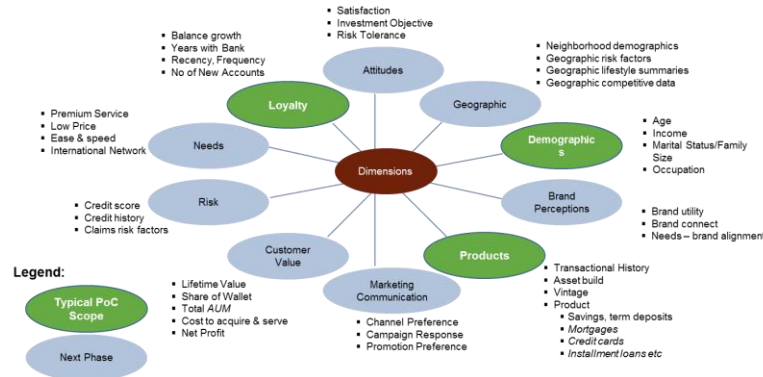 ▪ Satisfaction
▪ Investment Objective
▪ Risk Tolerance
Attitudes
▪ Balance growth
▪ Years with Bank
▪ Recency, Frequency
▪ No of New Accounts
Loyalty
▪ Neighborhood demographics
▪ Geographic risk factors
▪ Geographic lifestyle summaries
▪ Geographic competitive data
Geographic
▪ Premium Service
▪ Low Price
▪ Ease & speed
▪ International Network
Needs
▪ Age
▪ Income
▪ Marital Status/Family
Size
▪ Occupation
Demographic
s
Dimensions
▪ Credit score
▪ Credit history
▪ Claims risk factors
Risk
Brand
Perceptions
▪ Brand utility
▪ Brand connect
▪ Needs – brand alignment
Customer
Value
▪ Lifetime Value
▪ Share of Wallet
▪ Total AUM
▪ Cost to acquire & serve
▪ Net Profit
Marketing
Communication
▪ Channel Preference
▪ Campaign Response
▪ Promotion Preference
Products
▪ Transactional History
▪ Asset build
▪ Vintage
▪ Product
▪ Savings, term deposits
▪ Mortgages
▪ Credit cards
▪ Installment loans etc
Legend:
Typical PoC
Scope
Next Phase